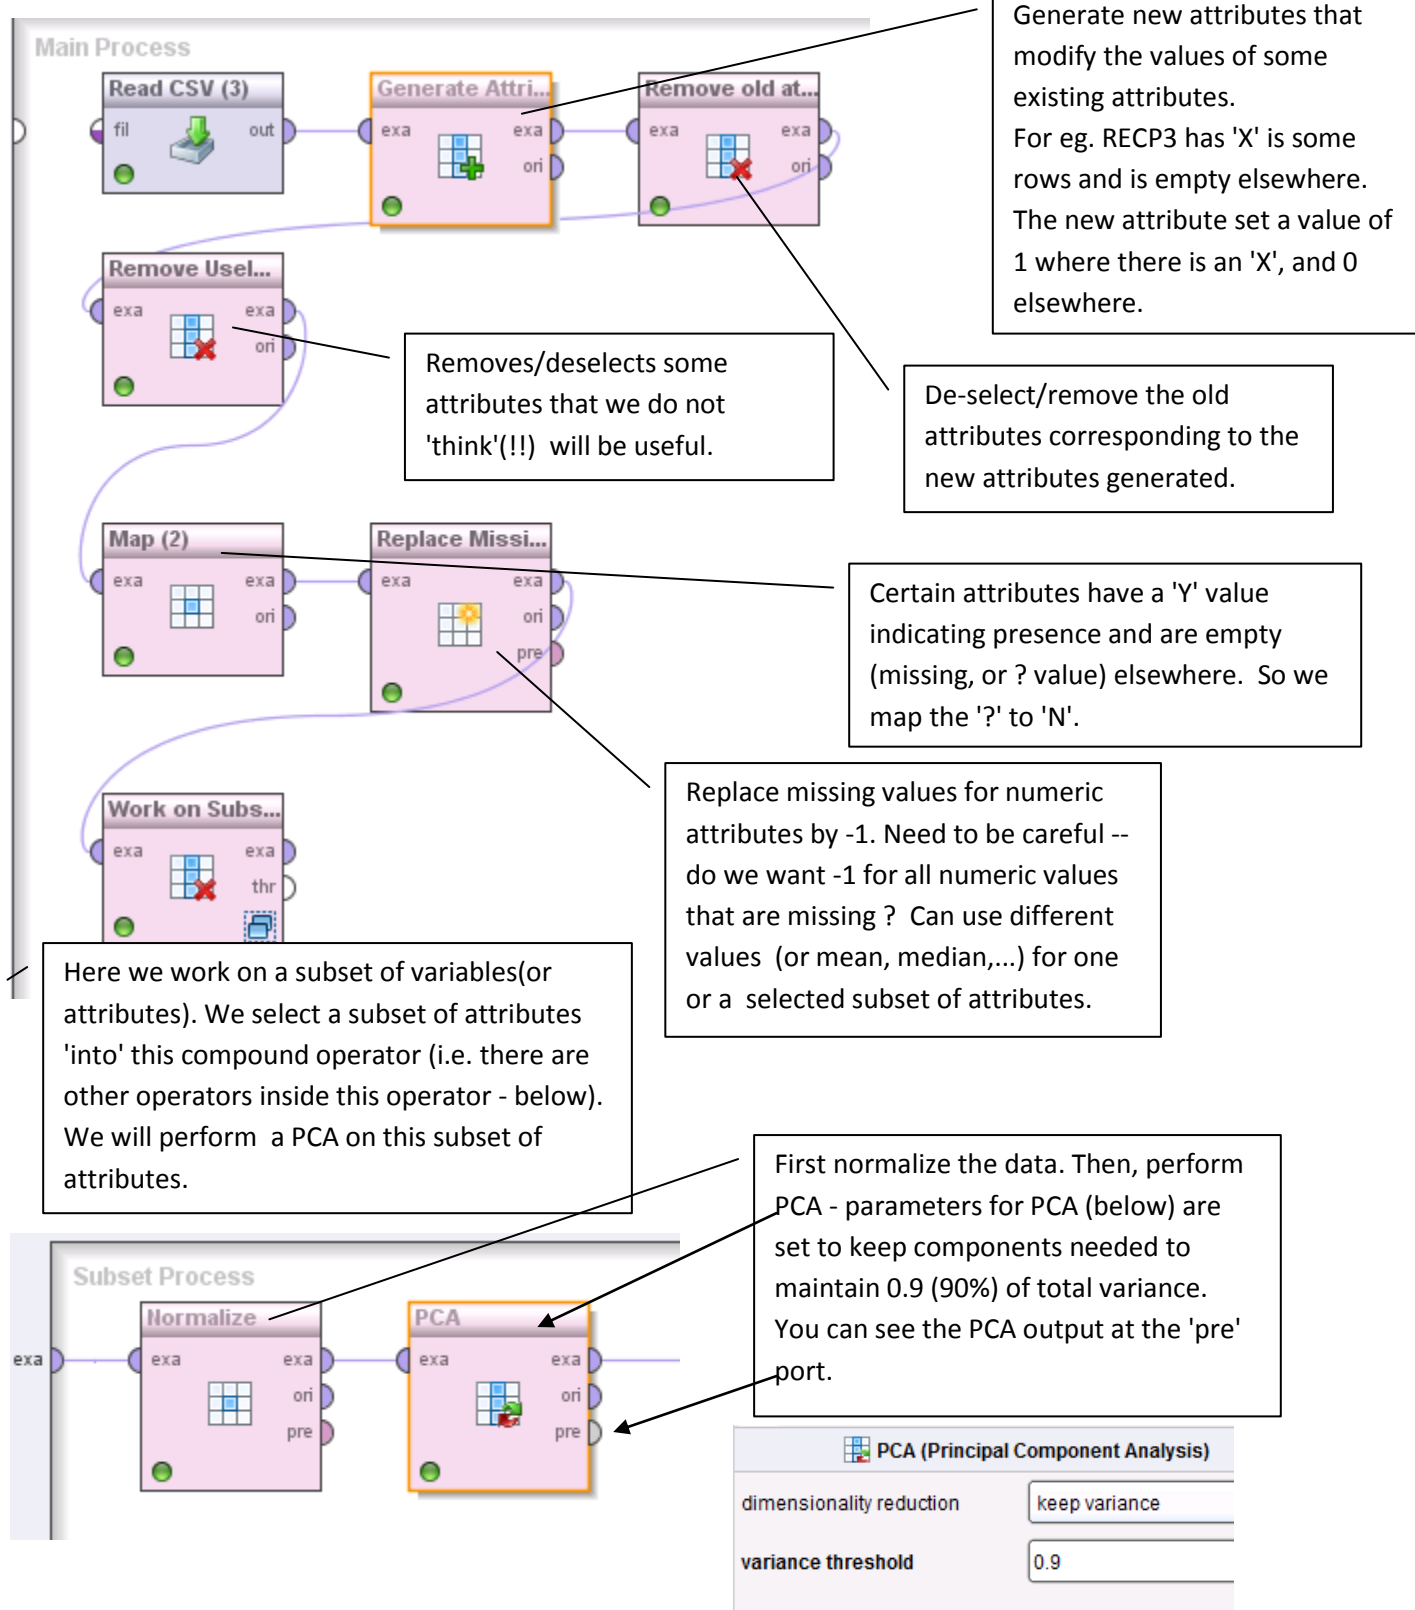 Generate new attributes that
modify the values of some
existing attributes.
For eg. RECP3 has 'X' is some
rows and is empty elsewhere.
The new attribute set a value of
1 where there is an 'X', and 0
elsewhere.
Main Process
Read CSV (3)
fil out
Generate Attri...
exa exa
ori
Remove old at...
exa exa
ori
Remove Usel...
exa exa
ori
Removes/deselects some
attributes that we do not
'think'(!!) will be useful.
De-select/remove the old
attributes corresponding to the
new attributes generated.
Map (2)
exa exa
ori
Replace Missi...
exa exa
ori
pre
Certain attributes have a 'Y' value
indicating presence and are empty
(missing, or ? value) elsewhere. So we
map the '?' to 'N'.
Work on Subs...
exa exa
thr
Replace missing values for numeric
attributes by -1. Need to be careful --
do we want -1 for all numeric values
that are missing ? Can use different
values (or mean, median,...) for one
or a selected subset of attributes.
Here we work on a subset of variables(or
attributes). We select a subset of attributes
'into' this compound operator (i.e. there are
other operators inside this operator - below).
We will perform a PCA on this subset of
attributes.
First normalize the data. Then, perform
PCA - parameters for PCA (below) are
set to keep components needed to
maintain 0.9 (90%) of total variance.
You can see the PCA output at the 'pre'
port.
Subset Process
exa
Normalize
exa exa
ori
pre
PCA
exa exa
ori
pre
PCA (Principal Component Analysis)
dimensionality reduction keep variance
variance threshold 0.9